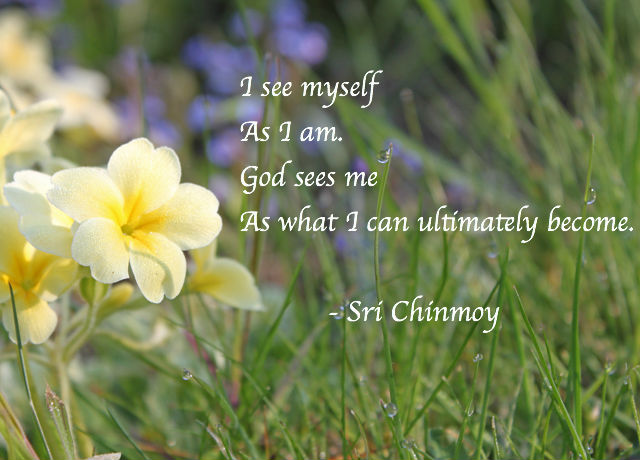 I see myself
As I am.
God sees me
As what I can ultimately become.
- Sri Chinmoy